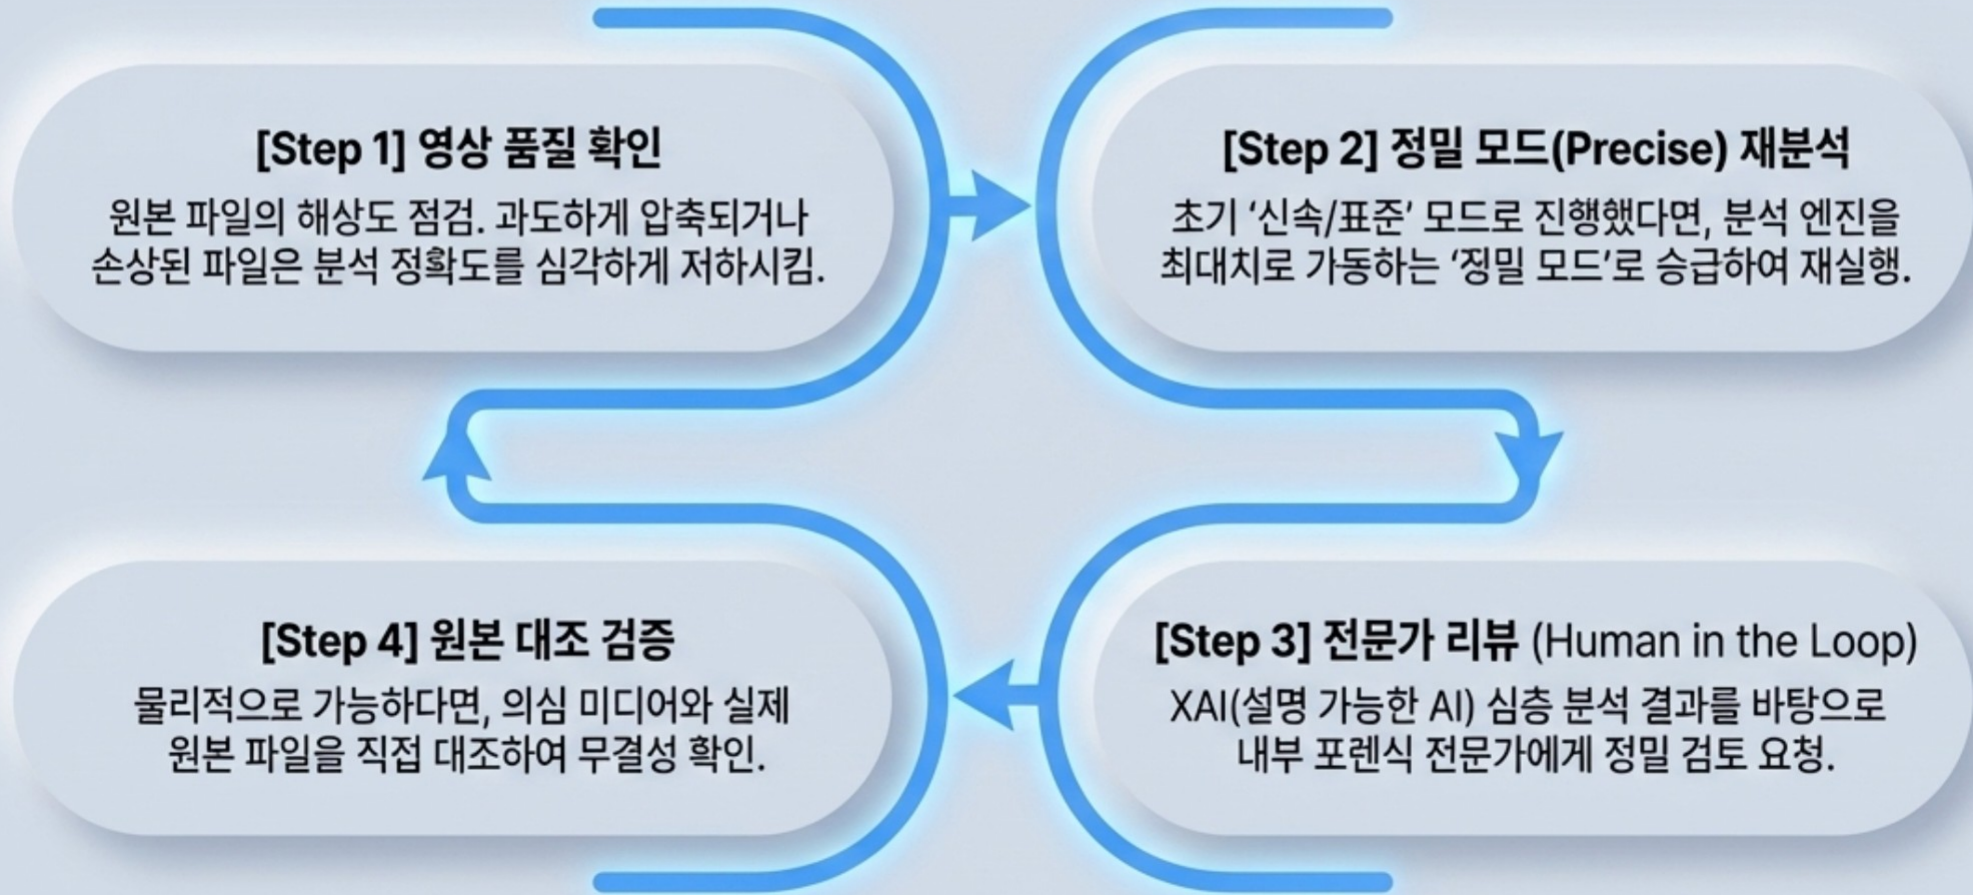 [Step 1] 영상 품질 확인
원본 파일의 해상도 점검. 과도하게 압축되거나
손상된 파일은 분석 정확도를 심각하게 저하시킴.
[Step 2] 정밀 모드(Precise) 재분석
초기 ‘신속/표준’ 모드로 진행했다면, 분석 엔진을
최대치로 가동하는 ‘정밀 모드’로 승급하여 재실행.
[Step 3] 전문가 리뷰 (Human in the Loop)
XAI(설명 가능한 AI) 심층 분석 결과를 바탕으로
내부 포렌식 전문가에게 정밀 검토 요청.
[Step 4] 원본 대조 검증
물리적으로 가능하다면, 의심 미디어와 실제
원본 파일을 직접 대조하여 무결성 확인.